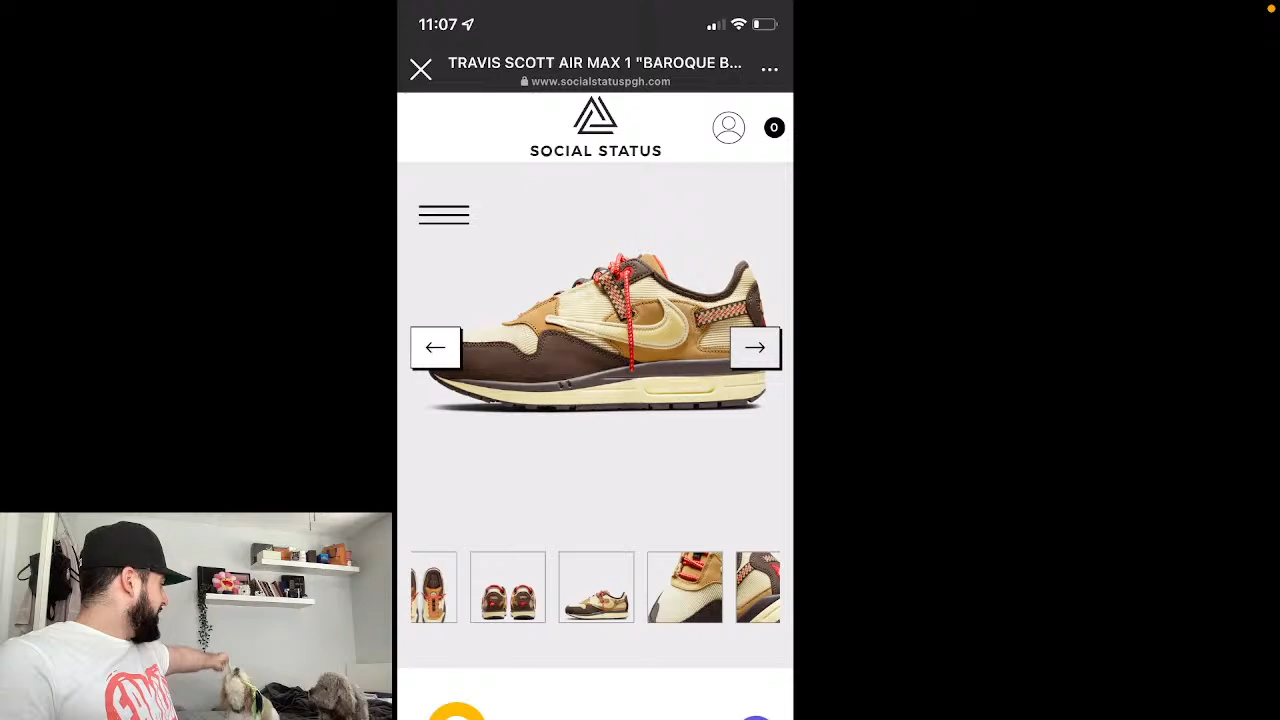 11:07
TRAVIS SCOTT AIR MAX 1 "BAROQUE B...
www.socialstatuspgh.com
0
SOCIAL STATUS